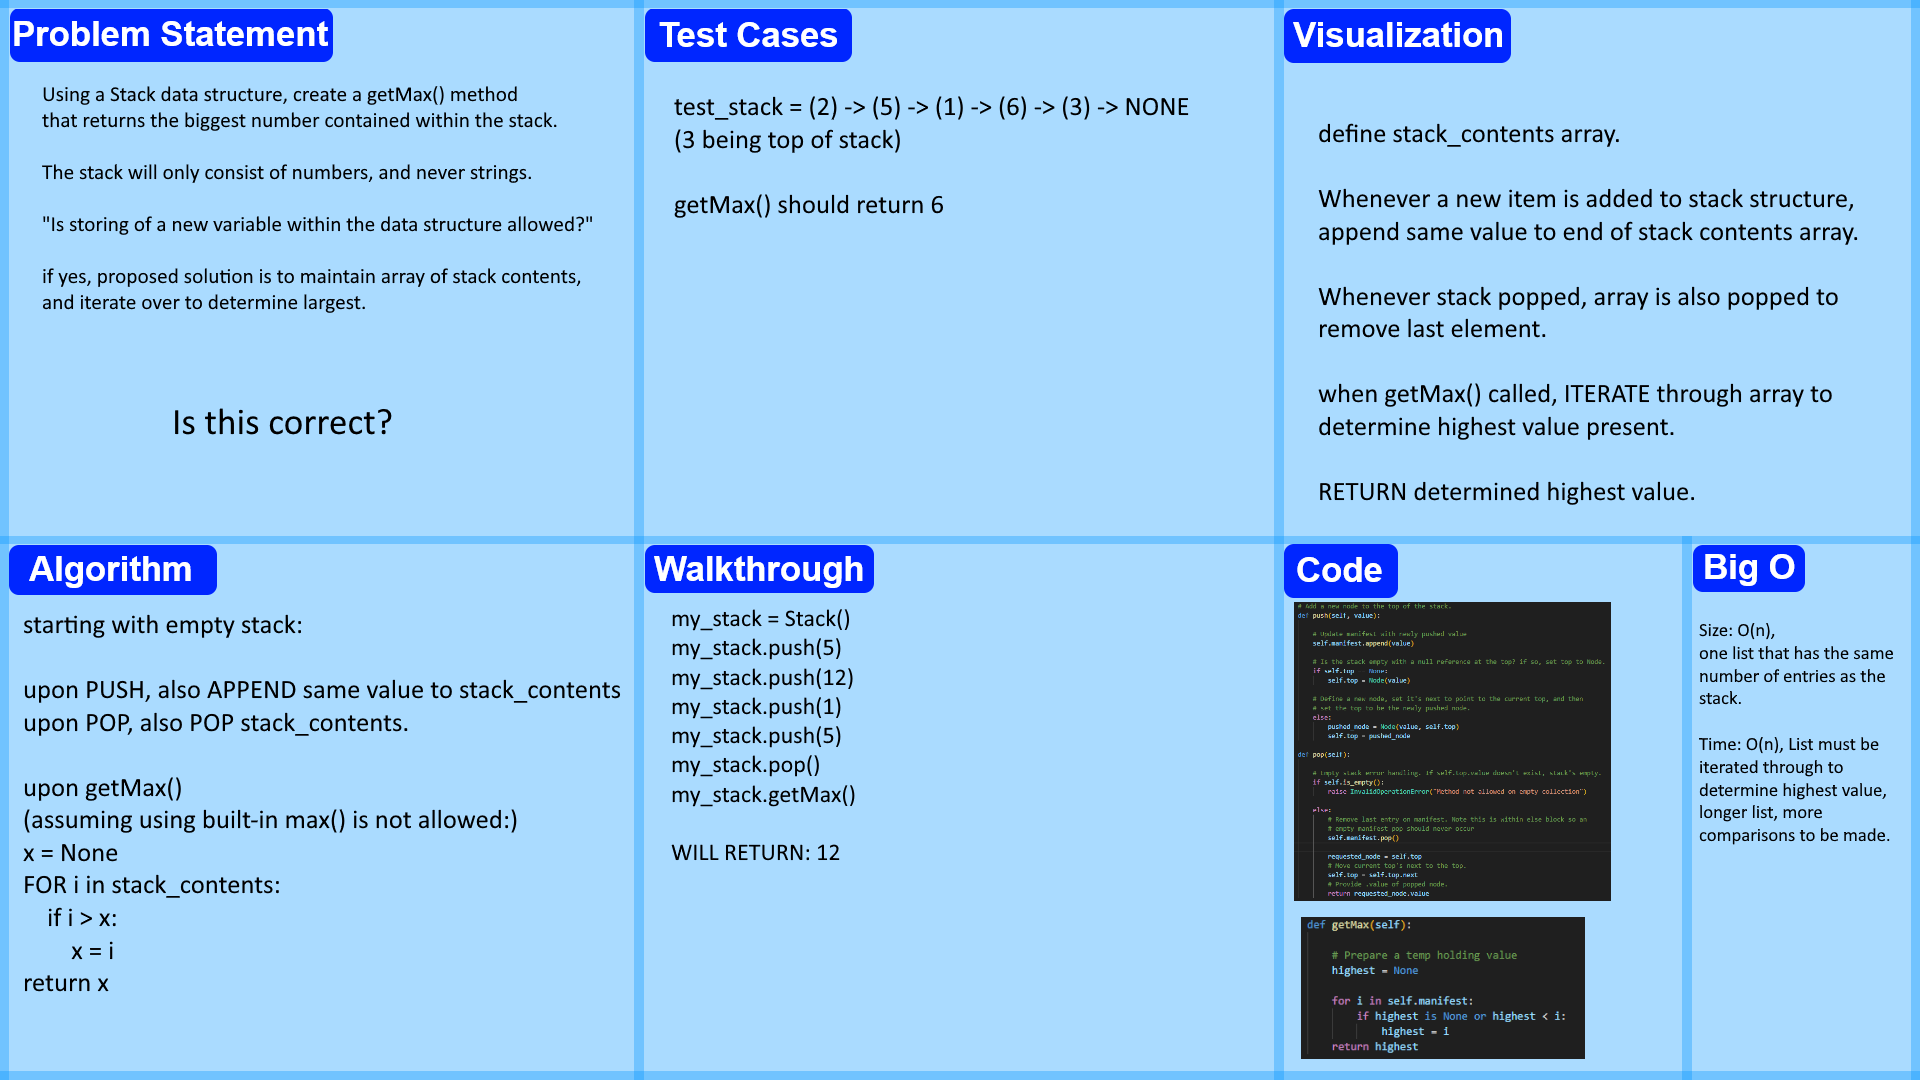 Problem Statement
Using a Stack data structure, create a getMax() method
that returns the biggest number contained within the stack.
The stack will only consist of numbers, and never strings.
"Is storing of a new variable within the data structure allowed?"
if yes, proposed solution is to maintain array of stack contents,
and iterate over to determine largest.
Is this correct?
Test Cases
test_stack = (2) -> (5) -> (1) -> (6) -> (3) -> NONE
(3 being top of stack)
getMax() should return 6
Visualization
define stack_contents array.
Whenever a new item is added to stack structure,
append same value to end of stack contents array.
Whenever stack popped, array is also popped to
remove last element.
when getMax() called, ITERATE through array to
determine highest value present.
RETURN determined highest value.
Algorithm
starting with empty stack:
upon PUSH, also APPEND same value to stack_contents
upon POP, also POP stack_contents.
upon getMax()
(assuming using built-in max() is not allowed:)
x = None
FOR i in stack_contents:
if i > x:
x = i
return x
Walkthrough
my_stack = Stack()
my_stack.push(5)
my_stack.push(12)
my_stack.push(1)
my_stack.push(5)
my_stack.pop()
my_stack.getMax()
WILL RETURN: 12
Code
# Add a new node to the top of the stack.
def push(self, value):
# Update manifest with newly pushed value
self.manifest.append(value)
# Is the stack empty with a null reference at the top? if so, set top to Node.
if self.top None:
self.top = Node(value)
# Define a new node, set it's next to point to the current top, and then
# set the top to be the newly pushed node.
else:
pushed_node = Node(value, self.top)
self.top = pushed_node
def pop(self):
# Empty stack error handling. If self.top.value doesn't exist, stack's empty.
if self.is_empty():
raise InvalidOperationError("Method not allowed on empty collection")
else:
# Remove last entry on manifest. Note this is within else block so an
# empty manifest pop should never occur
self.manifest.pop()
requested_node = self.top
# Move current top's next to the top.
self.top = self.top.next
# Provide .value of popped node.
return requested_node.value
def getMax(self):
# Prepare a temp holding value
highest = None
for i in self.manifest:
if highest is None or highest < i:
highest = i
return highest
Big O
Size: O(n),
one list that has the same
number of entries as the
stack.
Time: O(n), List must be
iterated through to
determine highest value,
longer list, more
comparisons to be made.